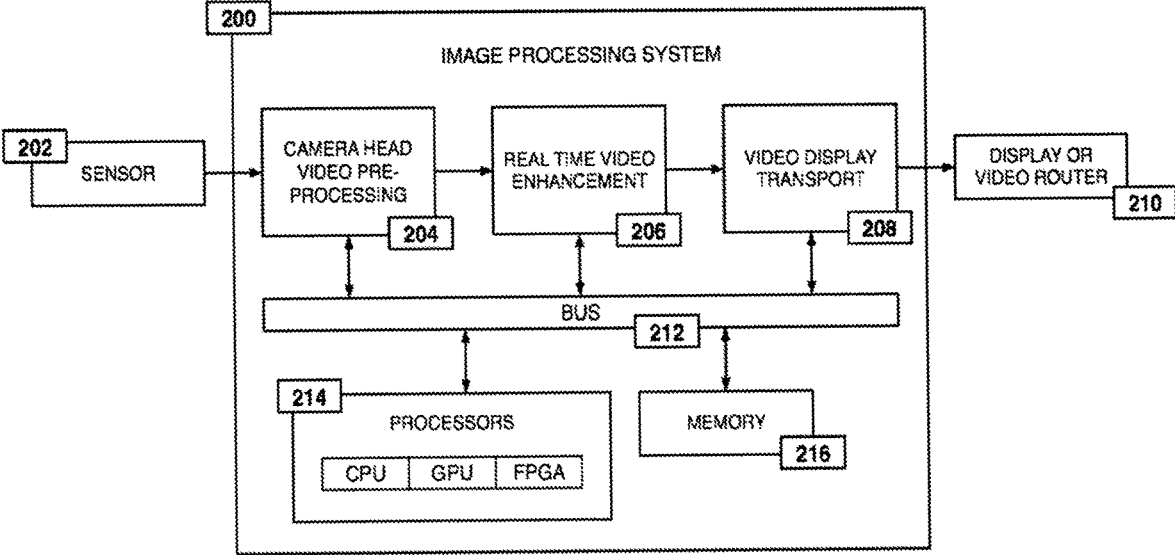 200
IMAGE PROCESSING SYSTEM
202
SENSOR
CAMERA HEAD
VIDEO PRE-
PROCESSING
204
REAL TIME VIDEO
ENHANCEMENT
206
VIDEO DISPLAY
TRANSPORT
208
DISPLAY OR
VIDEO ROUTER
210
BUS
212
214
PROCESSORS
CPU GPU FPGA
MEMORY
216